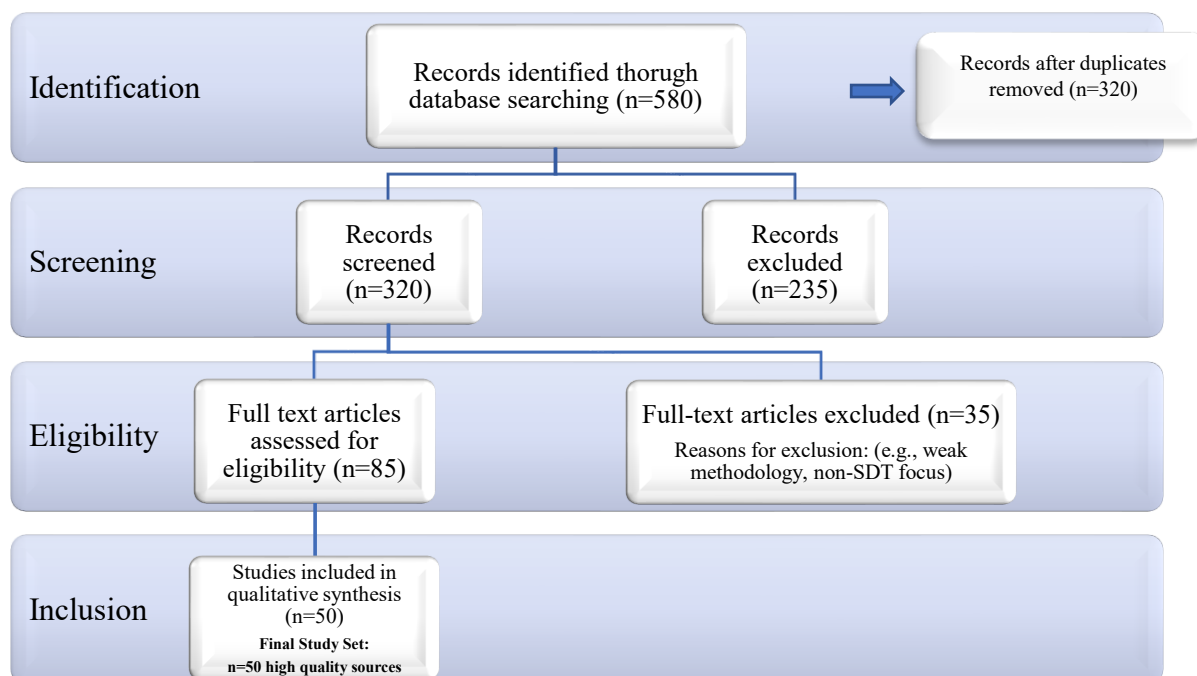 Identification
Records identified thorugh
database searching (n=580)
Records after duplicates
removed (n=320)
Screening
Records
screened
(n=320)
Records
excluded
(n=235)
Eligibility
Full text articles
assessed for
eligibility (n=85)
Full-text articles excluded (n=35)
Reasons for exclusion: (e.g., weak
methodology, non-SDT focus)
Inclusion
Studies included in
qualitative synthesis
(n=50)
Final Study Set:
n=50 high quality sources